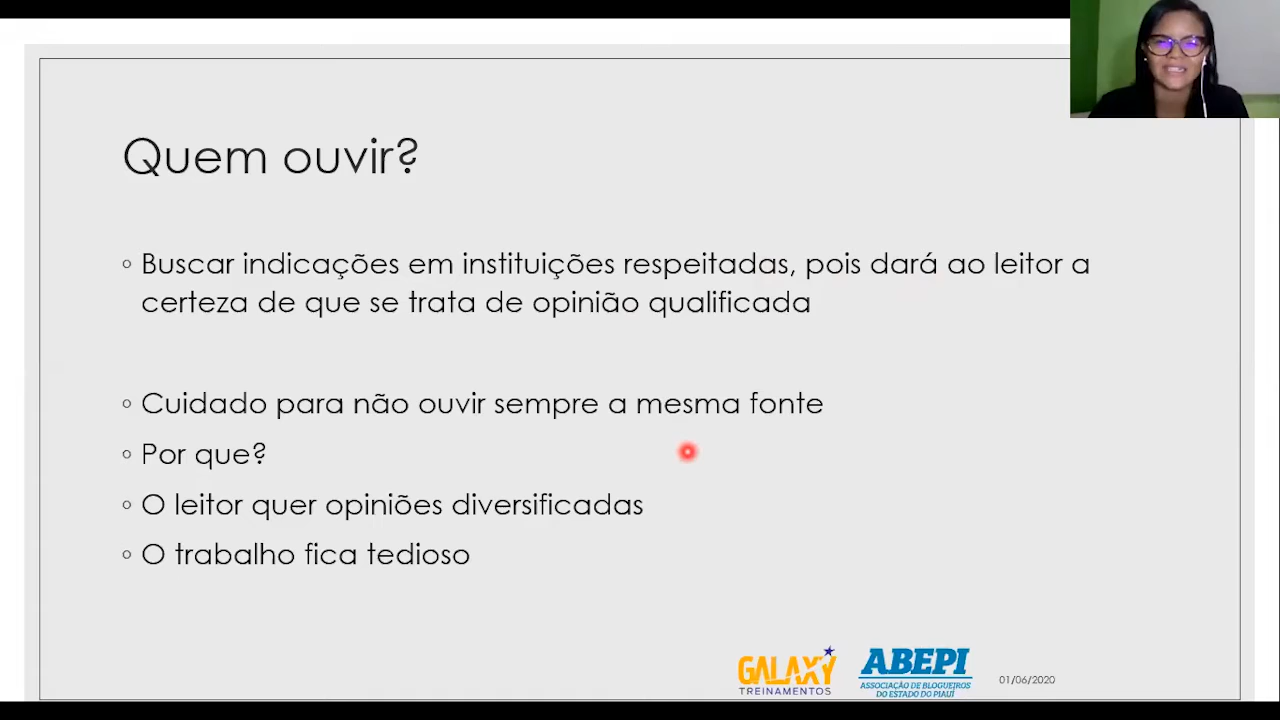 Quem ouvir?
◦ Buscar indicações em instituições respeitadas, pois dará ao leitor a
certeza de que se trata de opinião qualificada
◦ Cuidado para não ouvir sempre a mesma fonte
◦ Por que?
◦ O leitor quer opiniões diversificadas
◦ O trabalho fica tedioso
GALAXY
TREINAMENTOS
ABEPI
ASSOCIAÇÃO DE BLOGUEIROS
DO ESTADO DO PIAUÍ
01/06/2020